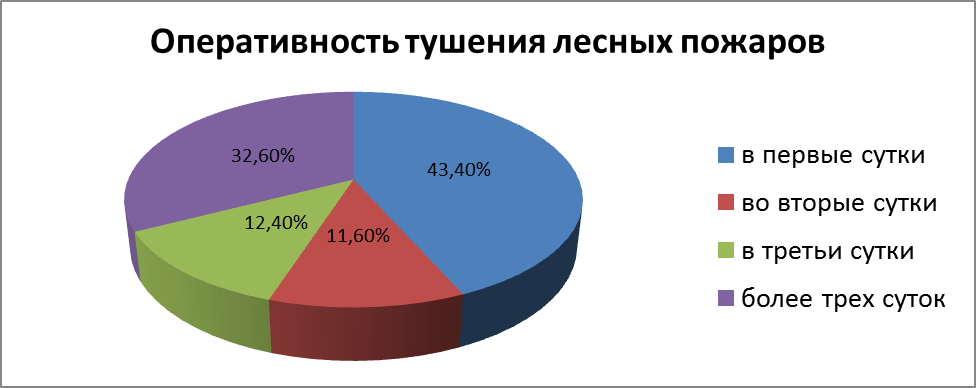 Оперативность тушения лесных пожаров
32,60%
43,40%
12,40%
11,60%
в первые сутки
во вторые сутки
в третьи сутки
более трех суток